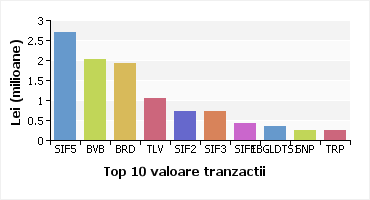 3
2.5
2
1.5
1
0.5
0
Lei (milioane)
SIF5 BVB BRD TLV SIF2 SIF3 SNP TRP
Top 10 valoare tranzactii